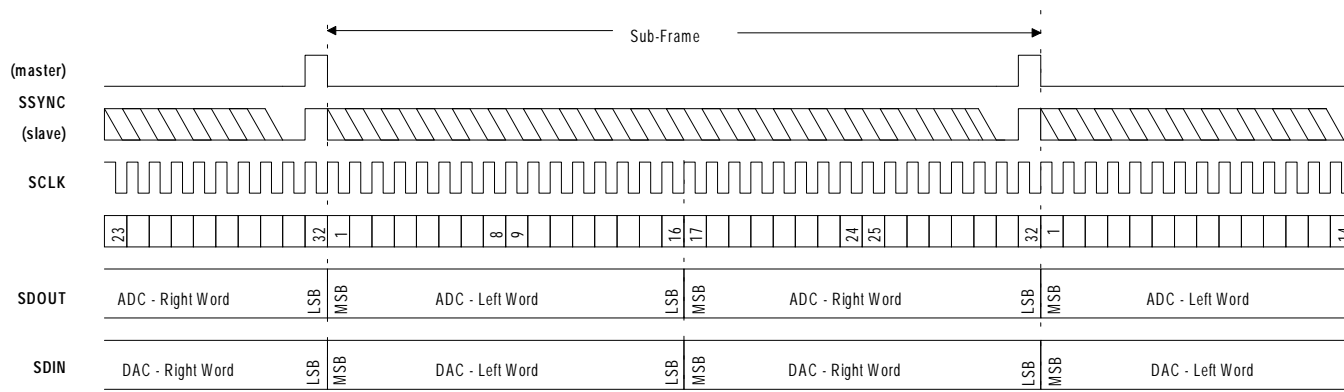 Sub-Frame
(master)
SSYNC
(slave)
SCLK
23 32 1 8 9 16 17 24 25 32 1 14
SDOUT ADC - Right Word LSB MSB ADC - Left Word LSB MSB ADC - Right Word LSB MSB ADC - Left Word
SDIN DAC - Right Word LSB MSB DAC - Left Word LSB MSB DAC - Right Word LSB MSB DAC - Left Word